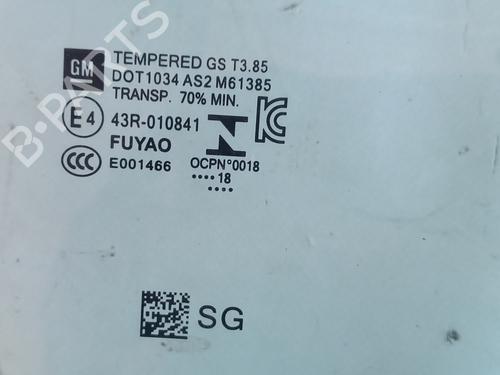 GM TEMPERED GS T3.85
DOT1034 AS2 M61385
TRANSP. 70% MIN.
E4 43R-010841
FUYAO
CCC E001466
N
KC
OCPN°0018
.... 18
... ....
SG
B-PARTS